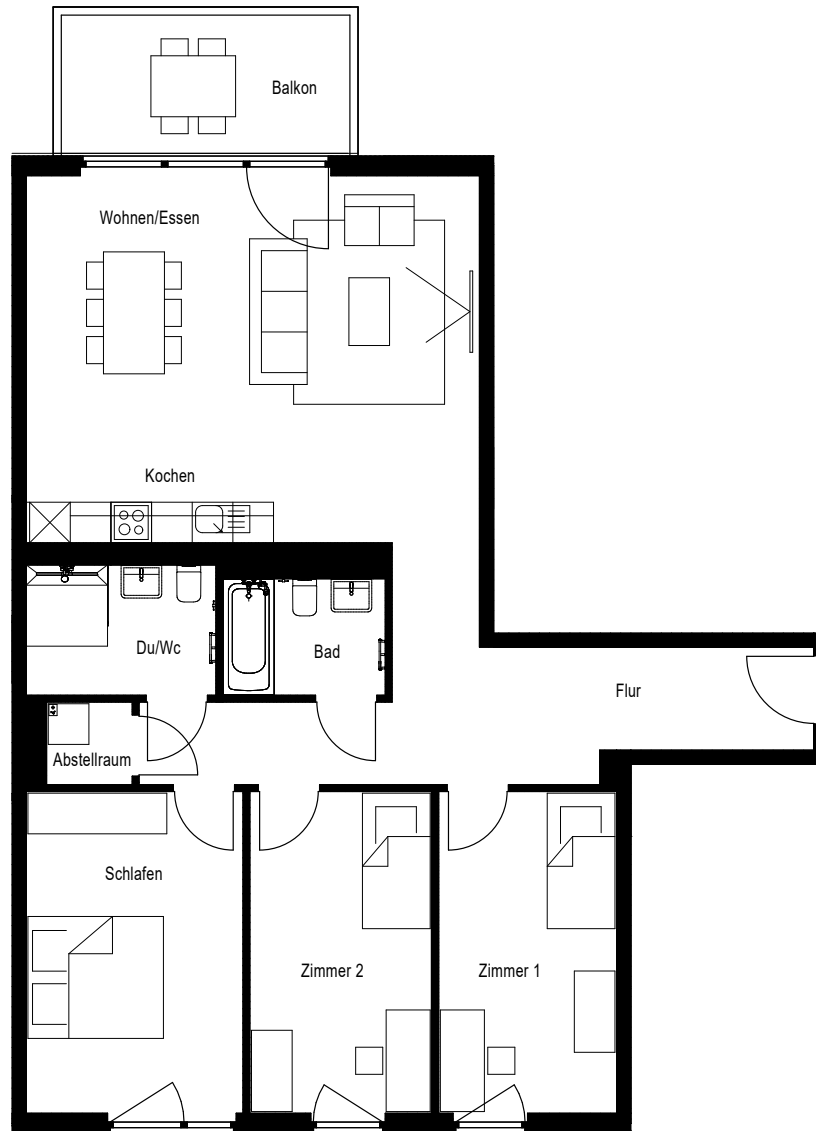 Balkon
Wohnen/Essen
Kochen
Du/Wc
Bad
Flur
Abstellraum
Schlafen
Zimmer 2
Zimmer 1